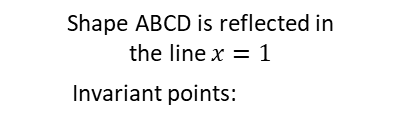 Shape ABCD is reflected in
the line x = 1
Invariant points: